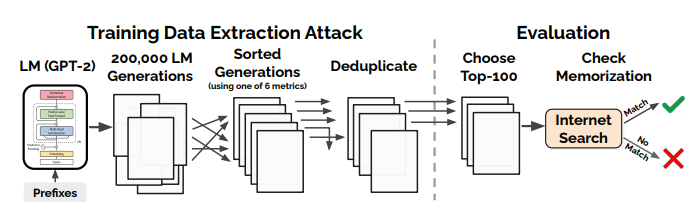 Training Data Extraction Attack
Evaluation
LM (GPT-2)
200,000 LM
Generations
Sorted
Generations
(using one of 6 metrics)
Deduplicate
Choose
Top-100
Check
Memorization
Prefixes
Internet
Search
Match
No
Match